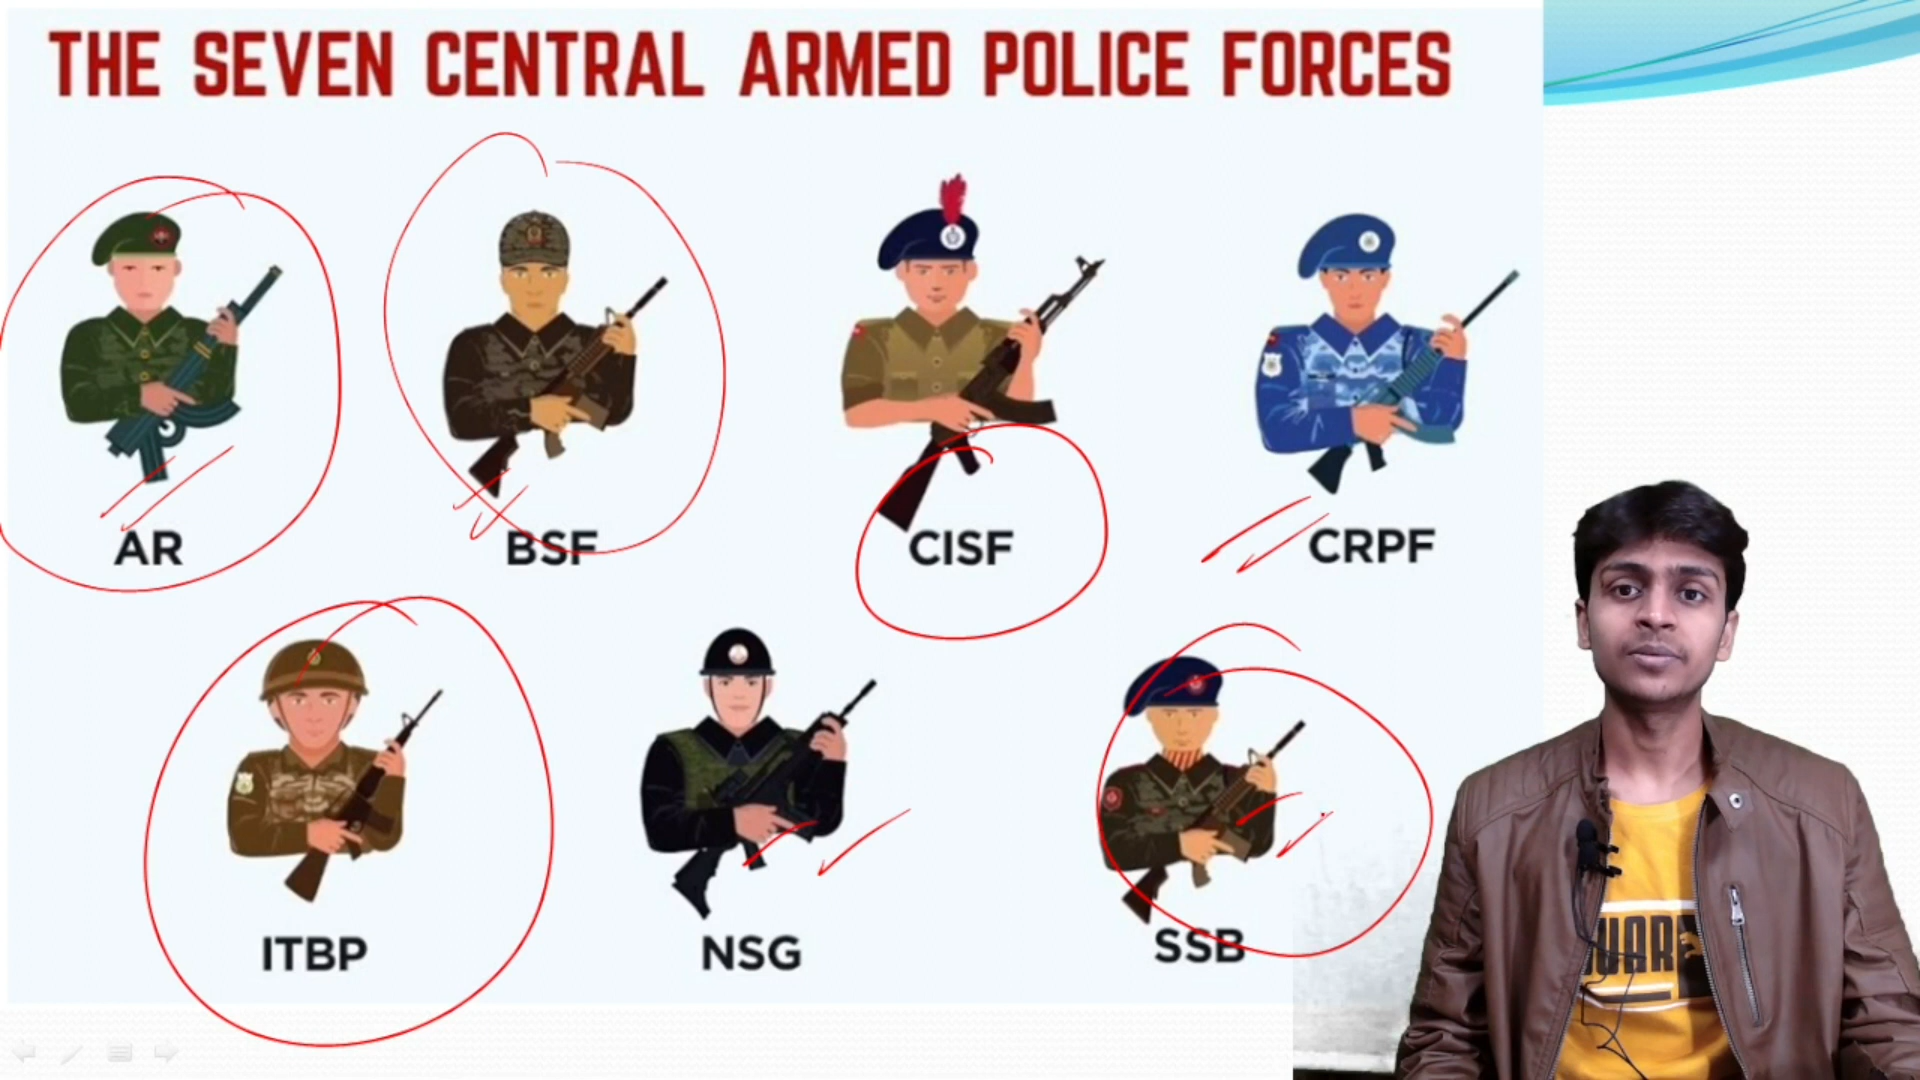 THE SEVEN CENTRAL ARMED POLICE FORCES
AR
BSF
CISF
CRPF
ITBP
NSG
SSB